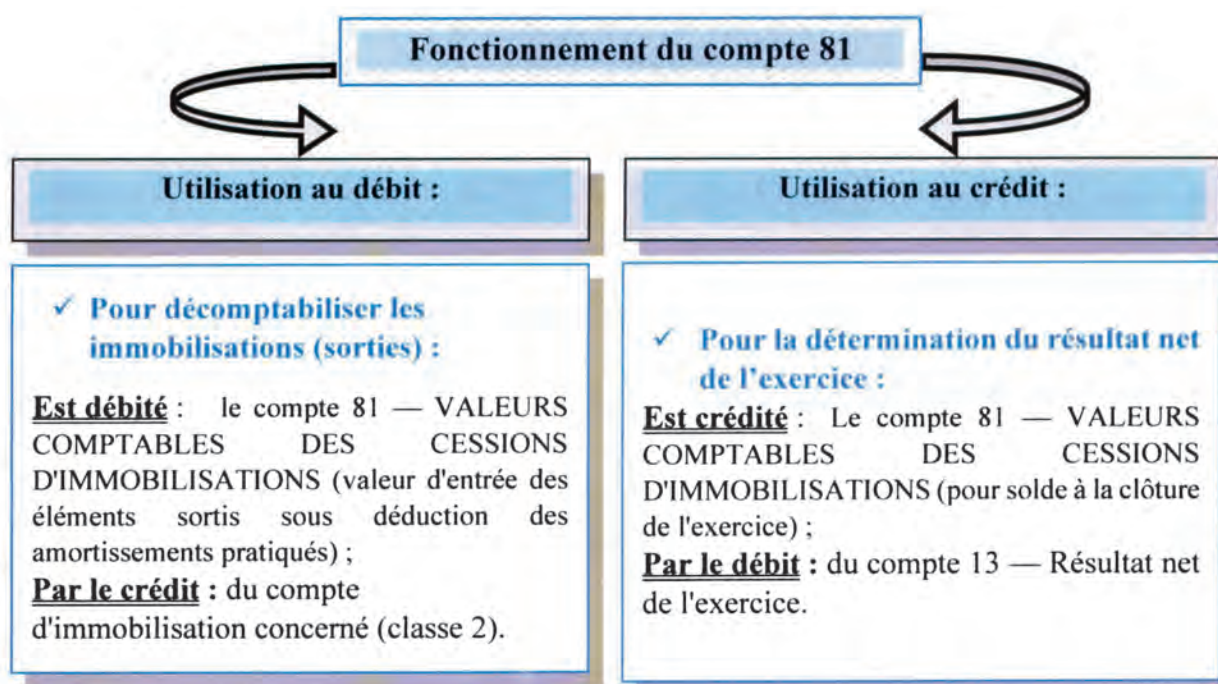 Fonctionnement du compte 81
Utilisation au débit :
✓ Pour décomptabiliser les
immobilisations (sorties) :
Est débité : le compte 81 — VALEURS
COMPTABLES DES CESSIONS
D'IMMOBILISATIONS (valeur d'entrée des
éléments sortis sous déduction des
amortissements pratiqués) ;
Par le crédit : du compte
d'immobilisation concerné (classe 2).
Utilisation au crédit :
✓ Pour la détermination du résultat net
de l'exercice :
Est crédité : Le compte 81 — VALEURS
COMPTABLES DES CESSIONS
D'IMMOBILISATIONS (pour solde à la clôture
de l'exercice) ;
Par le débit : du compte 13 — Résultat net
de l'exercice.